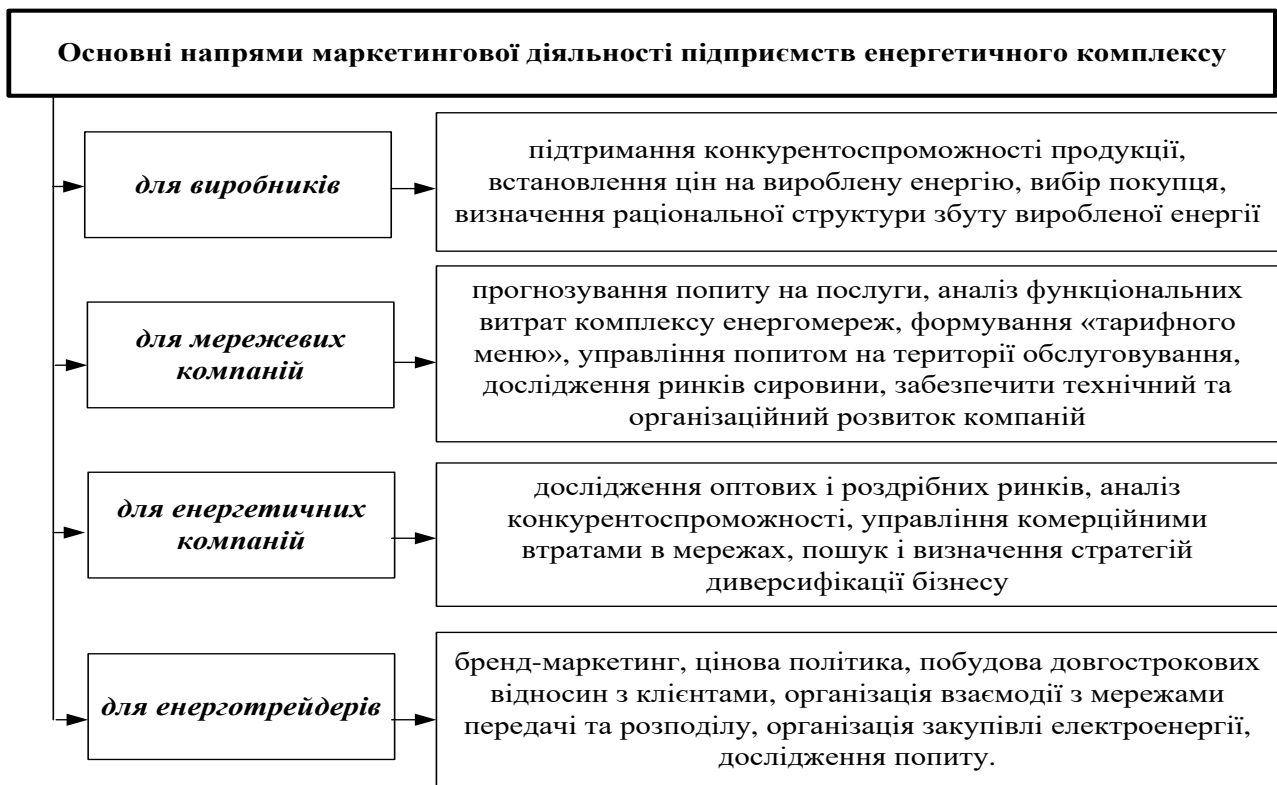 Основні напрями маркетингової діяльності підприємств енергетичного комплексу
для виробників
підтримання конкурентоспроможності продукції,
встановлення цін на вироблену енергію, вибір покупця,
визначення раціональної структури збуту виробленої енергії
для мережевих
компаній
прогнозування попиту на послуги, аналіз функціональних
витрат комплексу енергомереж, формування «тарифного
меню», управління попитом на території обслуговування,
дослідження ринків сировини, забезпечити технічний та
організаційний розвиток компаній
для енергетичних
компаній
дослідження оптових і роздрібних ринків, аналіз
конкурентоспроможності, управління комерційними
втратами в мережах, пошук і визначення стратегій
диверсифікації бізнесу
для енерготрейдерів
бренд-маркетинг, цінова політика, побудова довгострокових
відносин з клієнтами, організація взаємодії з мережами
передачі та розподілу, організація закупівлі електроенергії,
дослідження попиту.